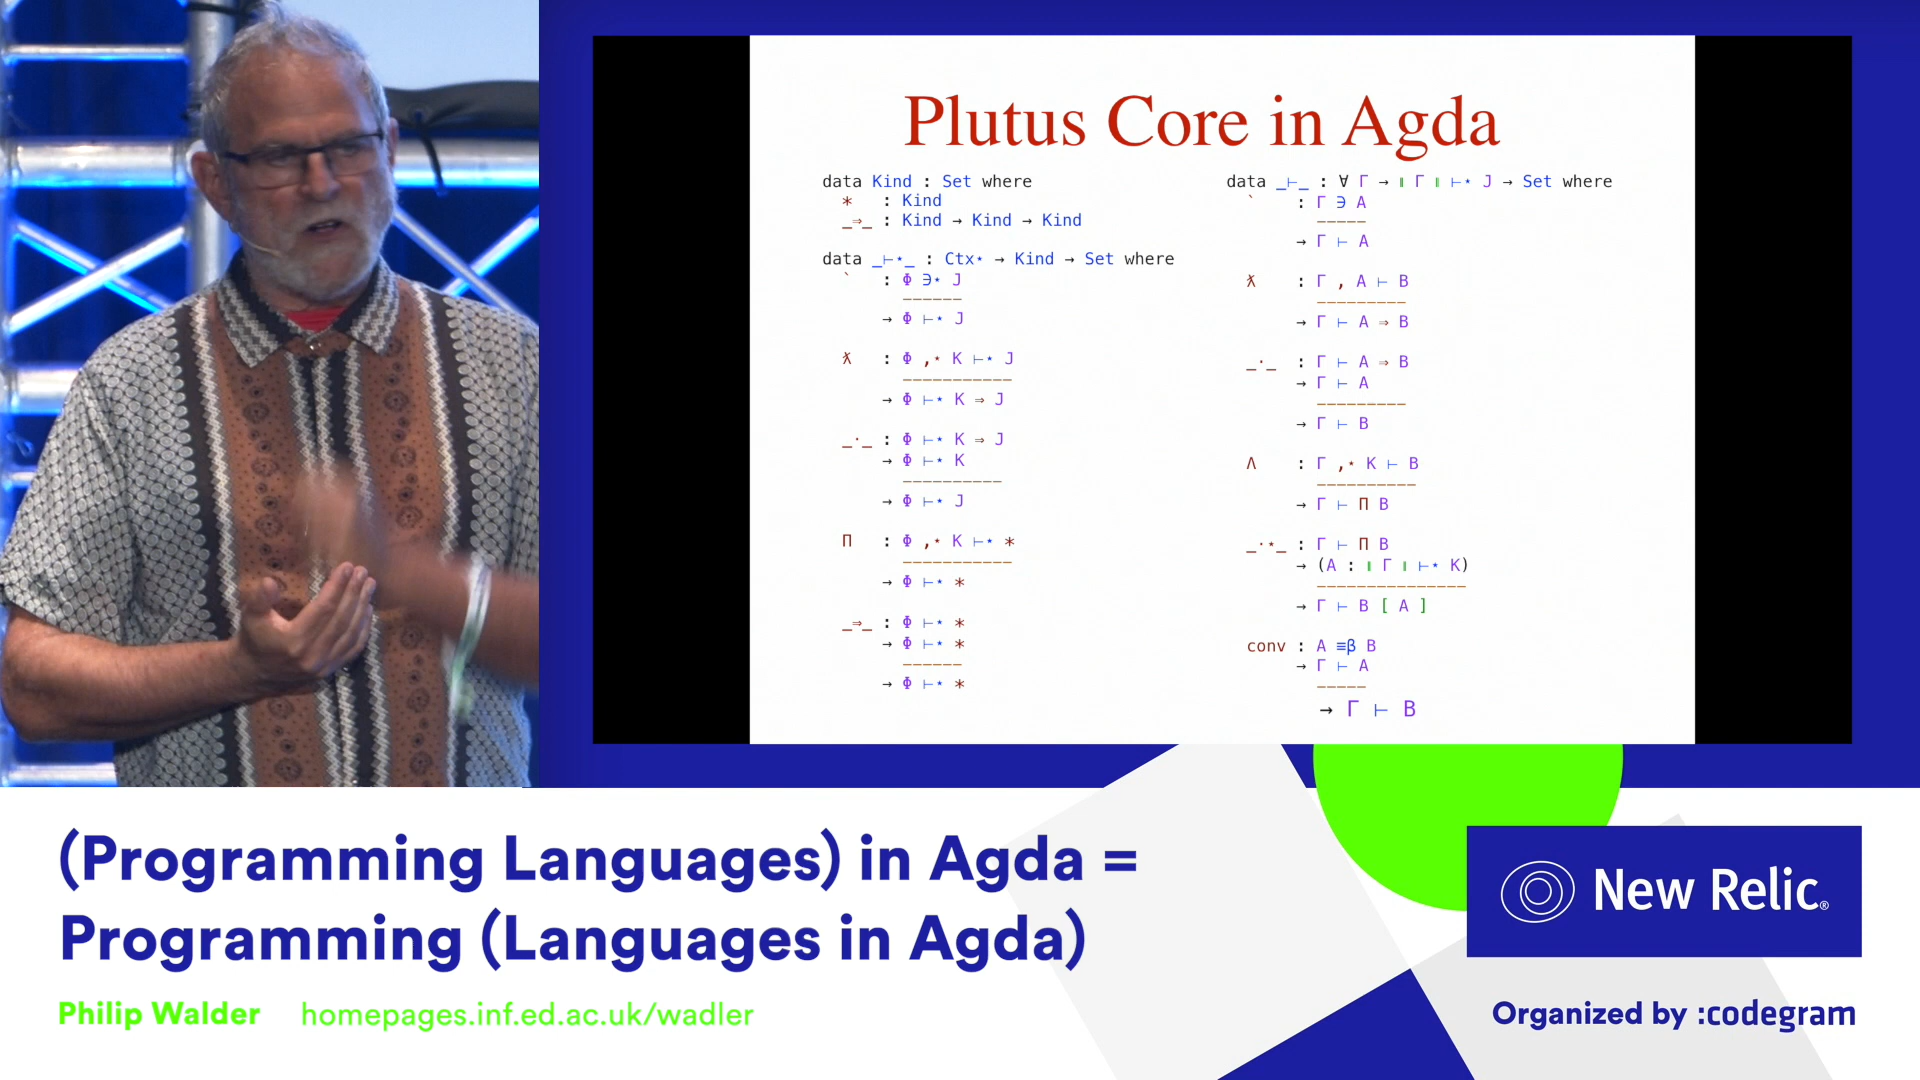 Plutus Core in Agda
data Kind : Set where
* : Kind
_⇒_ : Kind → Kind → Kind
data _⊢⋆_ : Ctx⋆ → Kind → Set where
` : Φ ∋⋆ J
------
→ Φ ⊢⋆ J
ƛ : Φ ,⋆ K ⊢⋆ J
-----------
→ Φ ⊢⋆ K ⇒ J
_·_ : Φ ⊢⋆ K ⇒ J
→ Φ ⊢⋆ K
----------
→ Φ ⊢⋆ J
Π : Φ ,⋆ K ⊢⋆ *
-----------
→ Φ ⊢⋆ *
_⇒_ : Φ ⊢⋆ *
→ Φ ⊢⋆ *
------
→ Φ ⊢⋆ *
data _⊢_ : ∀ Γ → ∥ Γ ∥ ⊢⋆ J → Set where
` : Γ ∋ A
-----
→ Γ ⊢ A
ƛ : Γ , A ⊢ B
---------
→ Γ ⊢ A ⇒ B
_·_ : Γ ⊢ A ⇒ B
→ Γ ⊢ A
---------
→ Γ ⊢ B
Λ : Γ ,⋆ K ⊢ B
----------
→ Γ ⊢ Π B
_·⋆_ : Γ ⊢ Π B
→ (A : ∥ Γ ∥ ⊢⋆ K)
---------------
→ Γ ⊢ B [ A ]
conv : A ≡β B
→ Γ ⊢ A
-----
→ Γ ⊢ B
(Programming Languages) in Agda =
Programming (Languages in Agda)
Philip Walder homepages.inf.ed.ac.uk/wadler
New Relic®
Organized by :codegram